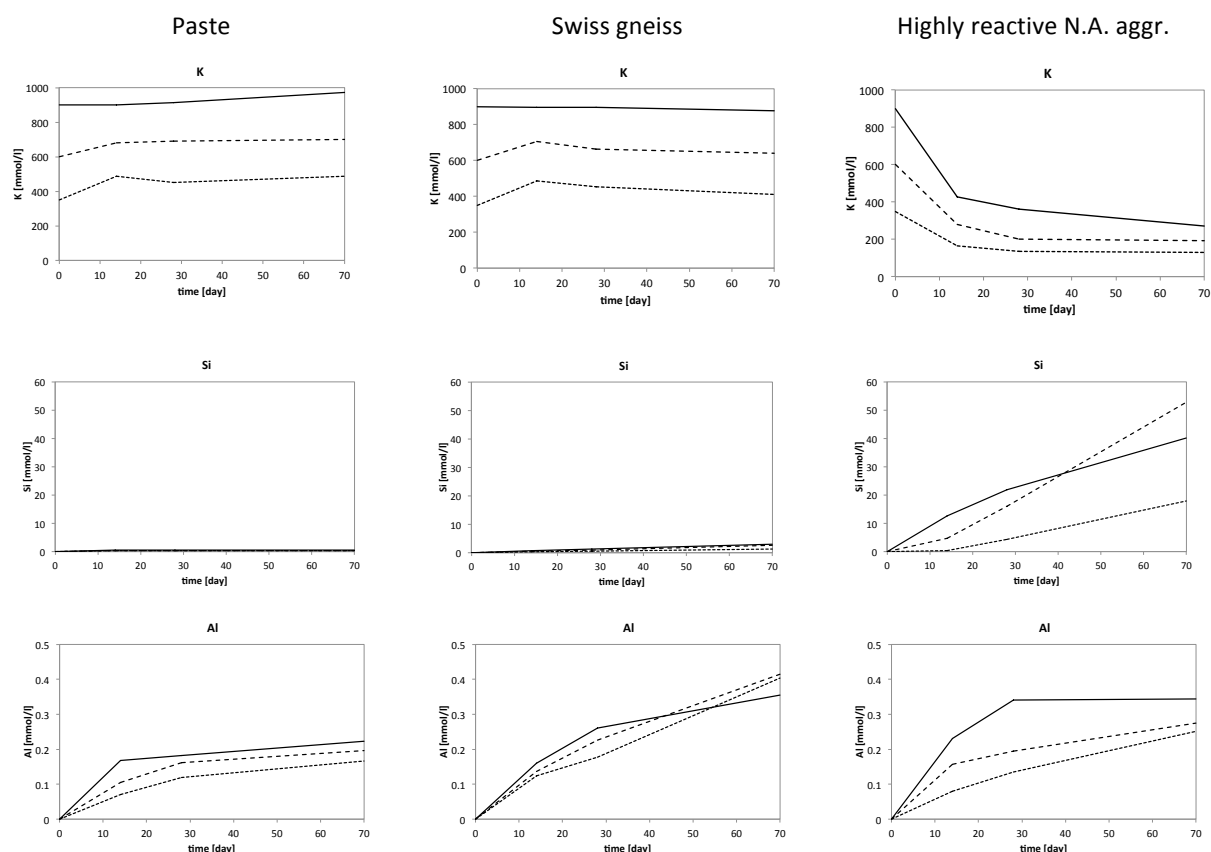 Paste
Swiss gneiss
Highly reactive N.A. aggr.
K
1000
800
600
400
200
0
K [mmol/l]
0 10 20 30 40 50 60 70
time [day]
K
1000
800
600
400
200
0
K [mmol/l]
0 10 20 30 40 50 60 70
time [day]
K
1000
800
600
400
200
0
K [mmol/l]
0 10 20 30 40 50 60 70
time [day]
Si
60
50
40
30
20
10
0
Si [mmol/l]
0 10 20 30 40 50 60 70
time [day]
Si
60
50
40
30
20
10
0
Si [mmol/l]
0 10 20 30 40 50 60 70
time [day]
Si
60
50
40
30
20
10
0
Si [mmol/l]
0 10 20 30 40 50 60 70
time [day]
Al
0.5
0.4
0.3
0.2
0.1
0
Al [mmol/l]
0 10 20 30 40 50 60 70
time [day]
Al
0.5
0.4
0.3
0.2
0.1
0
Al [mmol/l]
0 10 20 30 40 50 60 70
time [day]
Al
0.5
0.4
0.3
0.2
0.1
0
Al [mmol/l]
0 10 20 30 40 50 60 70
time [day]